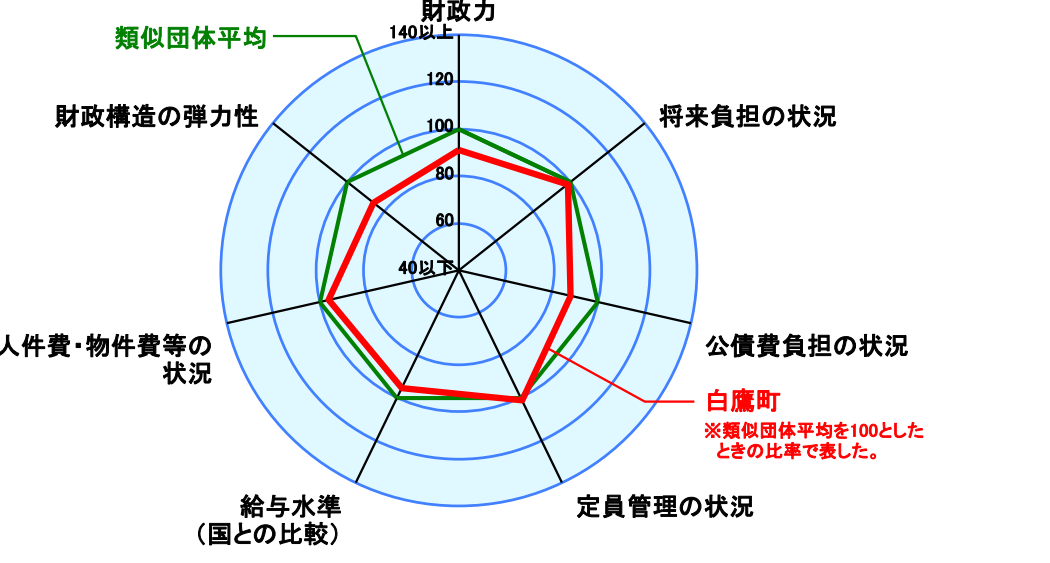 財政力
140以上
類似団体平均
120
財政構造の弾力性
将来負担の状況
100
80
60
40以下
人件費・物件費等の
状況
公債費負担の状況
白鷹町
※類似団体平均を100とした
ときの比率で表した。
給与水準
（国との比較）
定員管理の状況